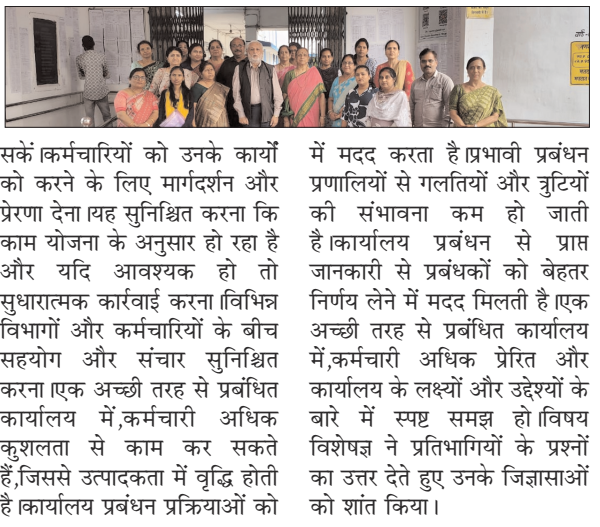 सकें।कर्मचारियों को उनके कार्यों
को करने के लिए मार्गदर्शन और
प्रेरणा देना।यह सुनिश्चित करना कि
काम योजना के अनुसार हो रहा है
और यदि आवश्यक हो तो
सुधारात्मक कार्रवाई करना।विभिन्न
विभागों और कर्मचारियों के बीच
सहयोग और संचार सुनिश्चित
करना।एक अच्छी तरह से प्रबंधित
कार्यालय में,कर्मचारी अधिक
कुशलता से काम कर सकते
हैं,जिससे उत्पादकता में वृद्धि होती
है।कार्यालय प्रबंधन प्रक्रियाओं को
में मदद करता है।प्रभावी प्रबंधन
प्रणालियों से गलतियों और त्रुटियों
की संभावना कम हो जाती
है।कार्यालय प्रबंधन से प्राप्त
जानकारी से प्रबंधकों को बेहतर
निर्णय लेने में मदद मिलती है।एक
अच्छी तरह से प्रबंधित कार्यालय
में,कर्मचारी अधिक प्रेरित और
कार्यालय के लक्ष्यों और उद्देश्यों के
बारे में स्पष्ट समझ हो।विषय
विशेषज्ञ ने प्रतिभागियों के प्रश्नों
का उत्तर देते हुए उनके जिज्ञासाओं
को शांत किया।